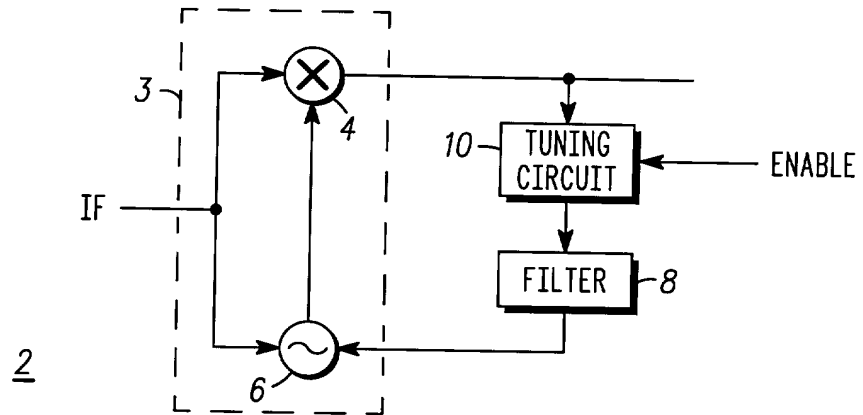 3
4
10
TUNING
CIRCUIT
ENABLE
IF
FILTER
8
2
6